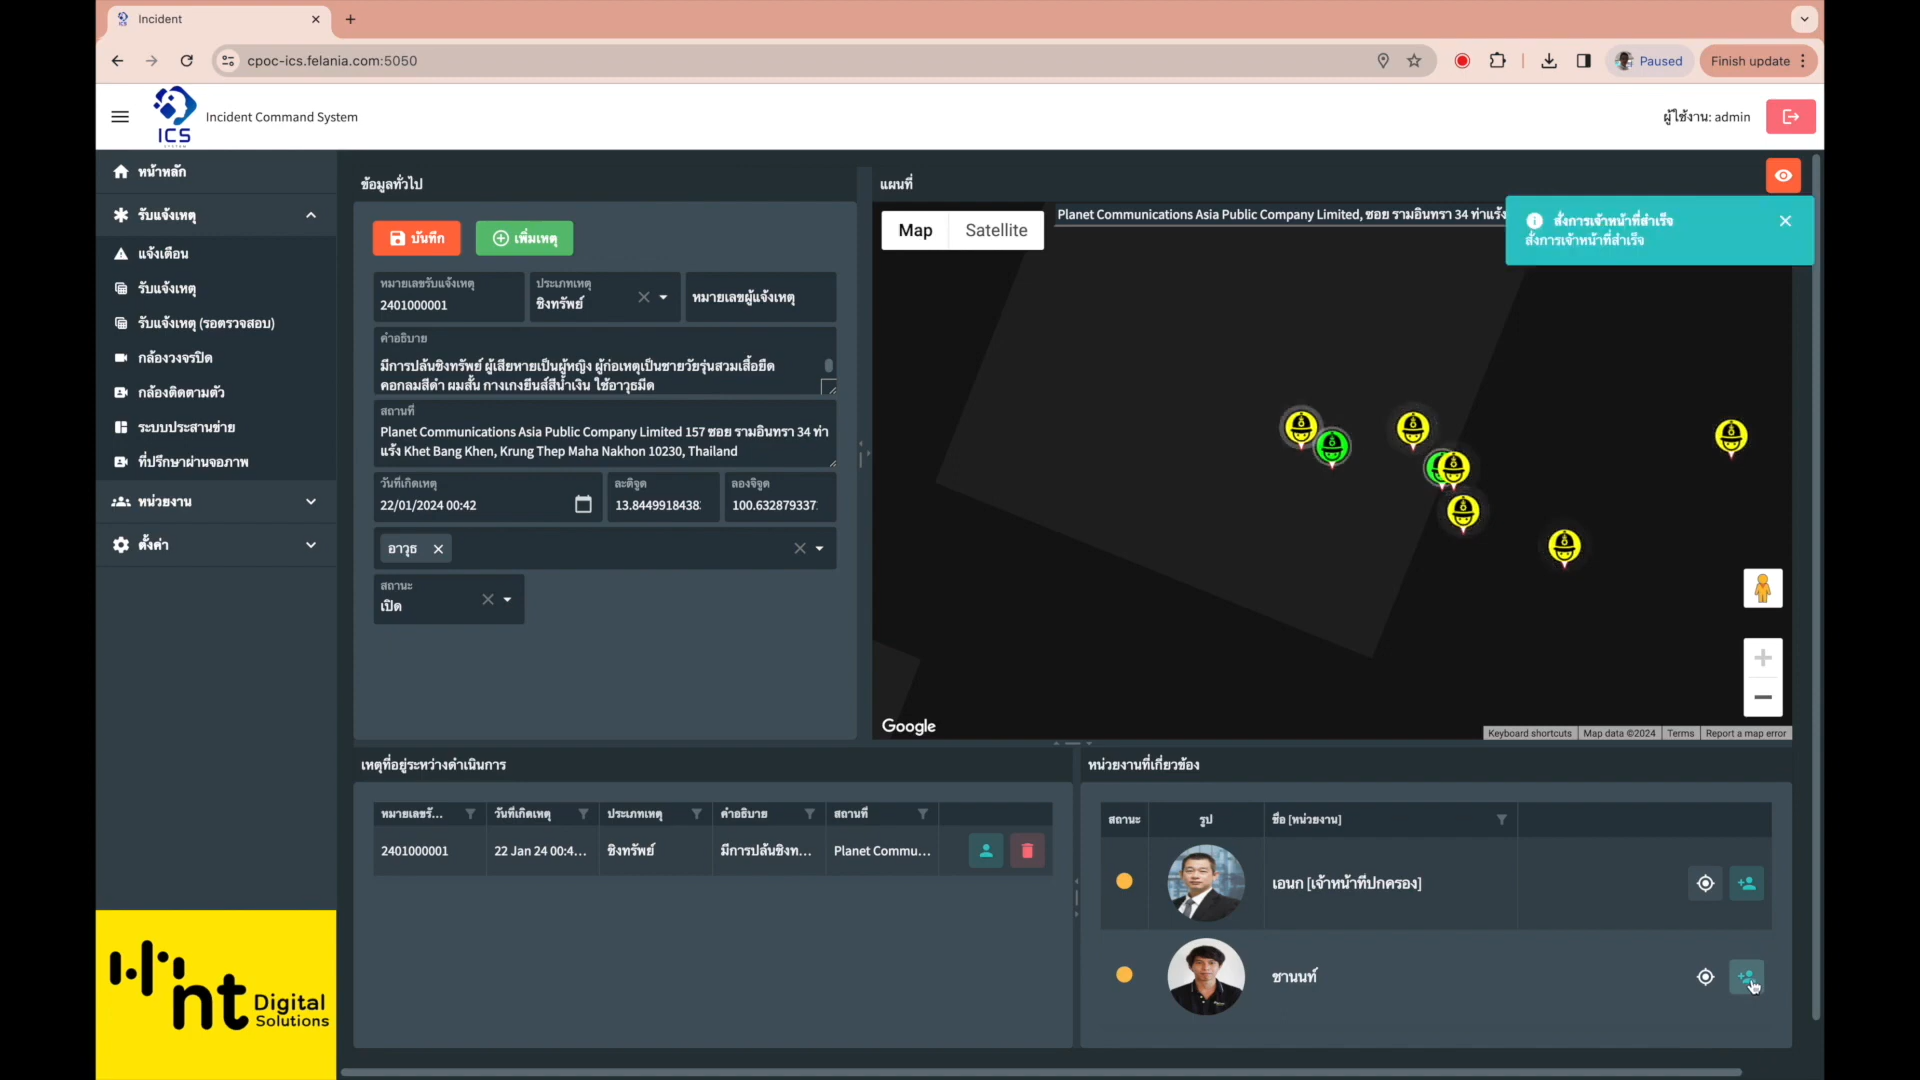 Incident
cpoc-ics.felania.com:5050
Paused
Finish update
ICS
Incident Command System
ผู้ใช้งาน: admin
หน้าหลัก
รับแจ้งเหตุ
แจ้งเตือน
รับแจ้งเหตุ
รับแจ้งเหตุ (รอตรวจสอบ)
กล้องวงจรปิด
กล้องติดตามตัว
ระบบประสานข่าย
ที่ปรึกษาผ่านจอภาพ
หน่วยงาน
ตั้งค่า
nt Digital
Solutions
ข้อมูลทั่วไป
บันทึก
เพิ่มเหตุ
หมายเลขรับแจ้งเหตุ
2401000001
ประเภทเหตุ
ชิงทรัพย์
หมายเลขผู้แจ้งเหตุ
คำอธิบาย
มีการปล้นชิงทรัพย์ ผู้เสียหายเป็นผู้หญิง ผู้ก่อเหตุเป็นชายวัยรุ่นสวมเสื้อยืด
คอกลมสีดำ ผมสั้น กางเกงยีนส์สีน้ำเงิน ใช้อาวุธมีด
สถานที่
Planet Communications Asia Public Company Limited 157 ซอย รามอินทรา 34 ท่า
แร้ง Khet Bang Khen, Krung Thep Maha Nakhon 10230, Thailand
วันที่เกิดเหตุ
22/01/2024 00:42
ละติจูด
13.8449918438
ลองจิจูด
100.632879337
อาวุธ
สถานะ
เปิด
แผนที่
Map
Satellite
Planet Communications Asia Public Company Limited, ซอย รามอินทรา 34 ท่าแร้ง
สั่งการเจ้าหน้าที่สำเร็จ
สั่งการเจ้าหน้าที่สำเร็จ
Google
Keyboard shortcuts
Map data ©2024
Terms
Report a map error
เหตุที่อยู่ระหว่างดำเนินการ
หมายเลขรั... วันที่เกิดเหตุ ประเภทเหตุ คำอธิบาย สถานที่
2401000001 22 Jan 24 00:4... ชิงทรัพย์ มีการปล้นชิงท... Planet Commu...
หน่วยงานที่เกี่ยวข้อง
สถานะ รูป ชื่อ [หน่วยงาน]
เอนก [เจ้าหน้าที่ปกครอง]
ชานนท์